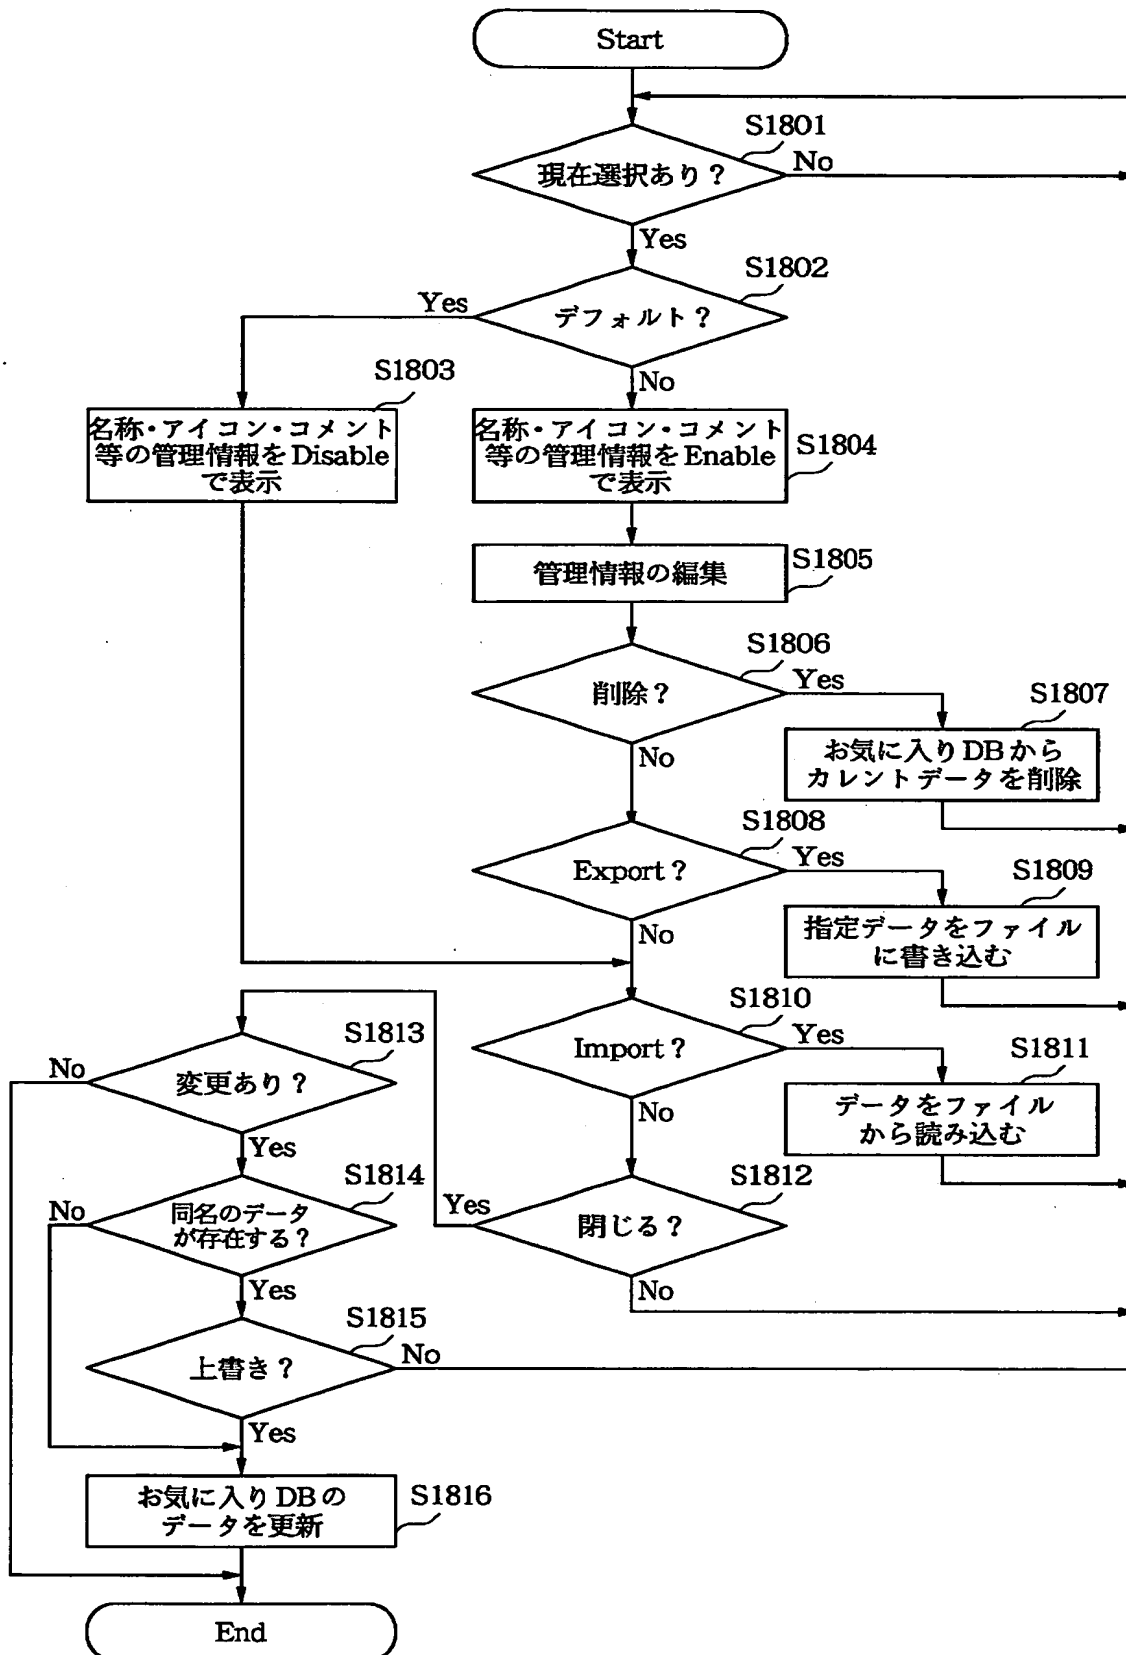 Start
S1801
現在選択あり?
No
Yes
S1802
デフォルト?
Yes
No
S1803
名称・アイコン・コメント
等の管理情報をDisable
で表示
名称・アイコン・コメント
等の管理情報をEnable
で表示
S1804
管理情報の編集
S1805
S1806
削除?
Yes
No
S1807
お気に入りDBから
カレントデータを削除
S1808
Export?
Yes
No
S1809
指定データをファイル
に書き込む
S1810
Import?
Yes
No
S1811
データをファイル
から読み込む
S1812
閉じる?
Yes
No
S1813
変更あり?
No
Yes
S1814
同名のデータ
が存在する?
No
Yes
S1815
上書き?
No
Yes
お気に入りDBの
データを更新
S1816
End